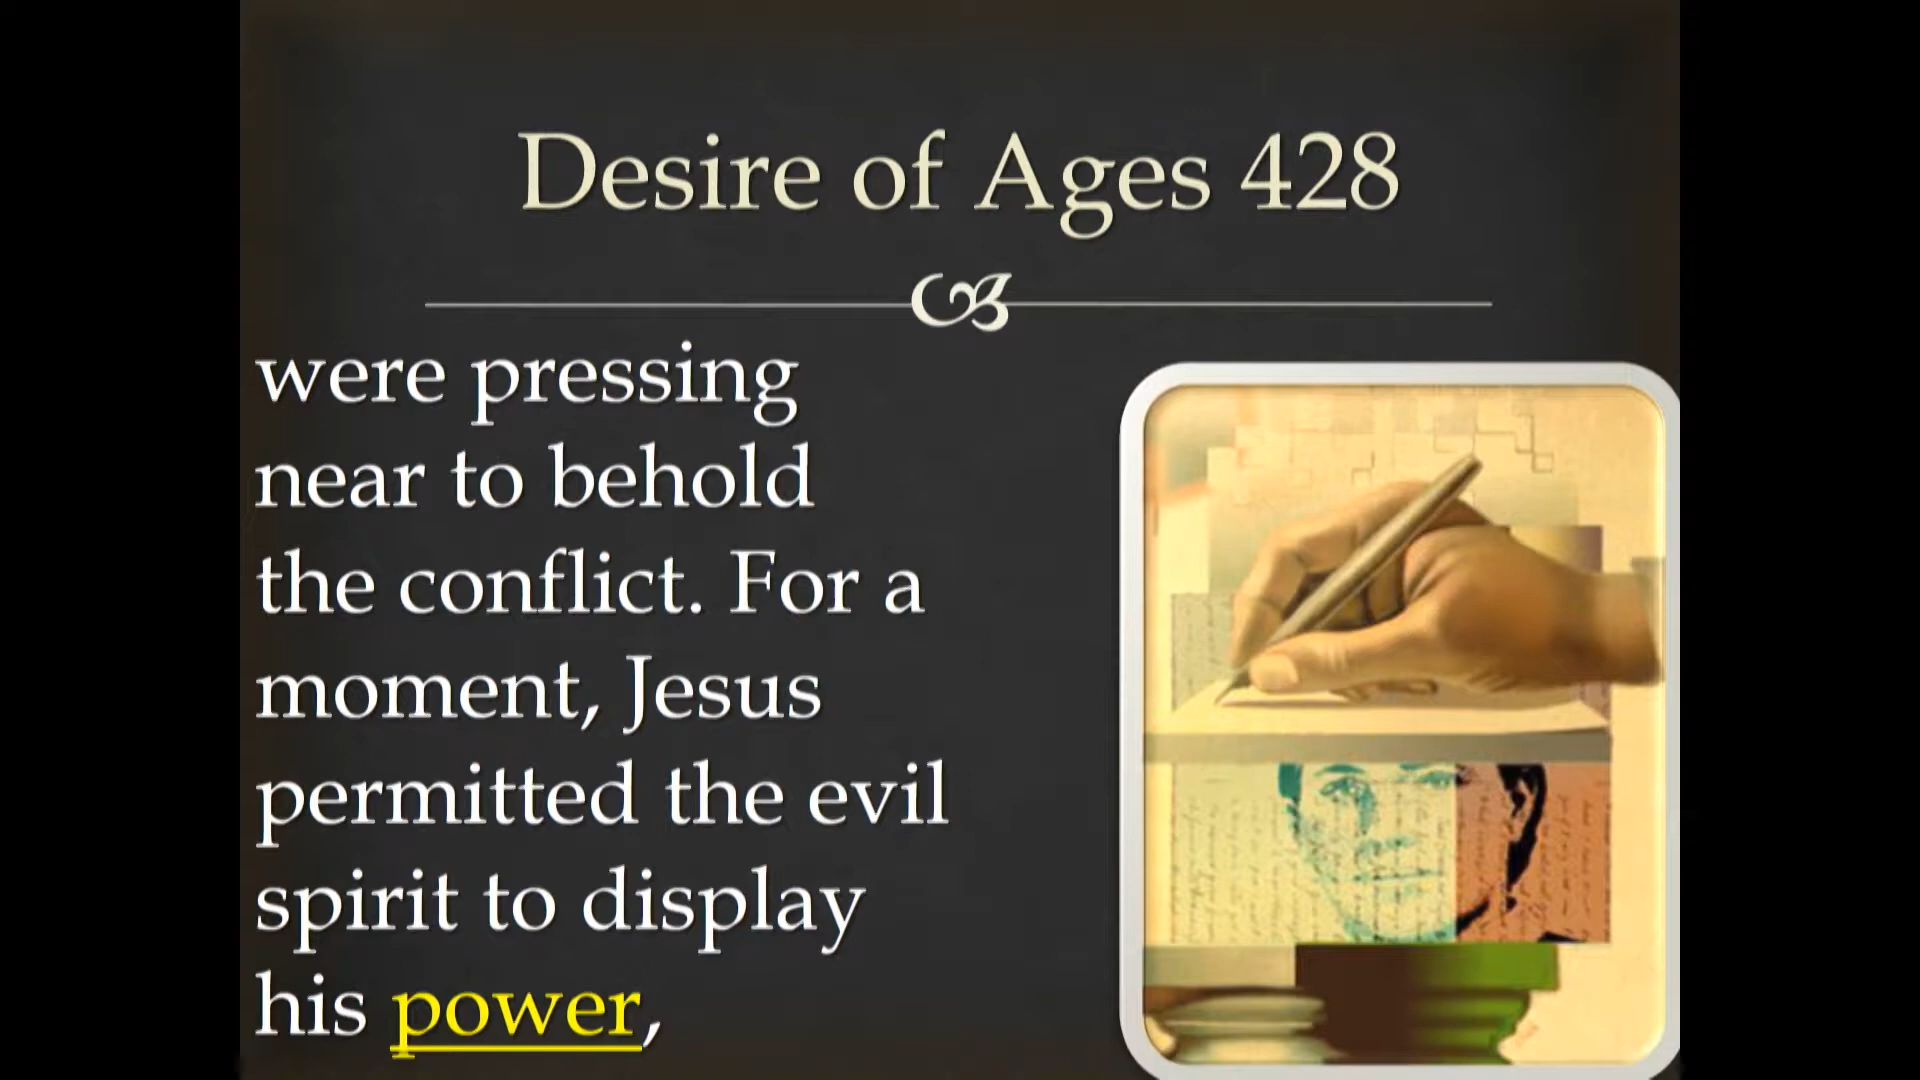 Desire of Ages 428
were pressing
near to behold
the conflict. For a
moment, Jesus
permitted the evil
spirit to display
his power,